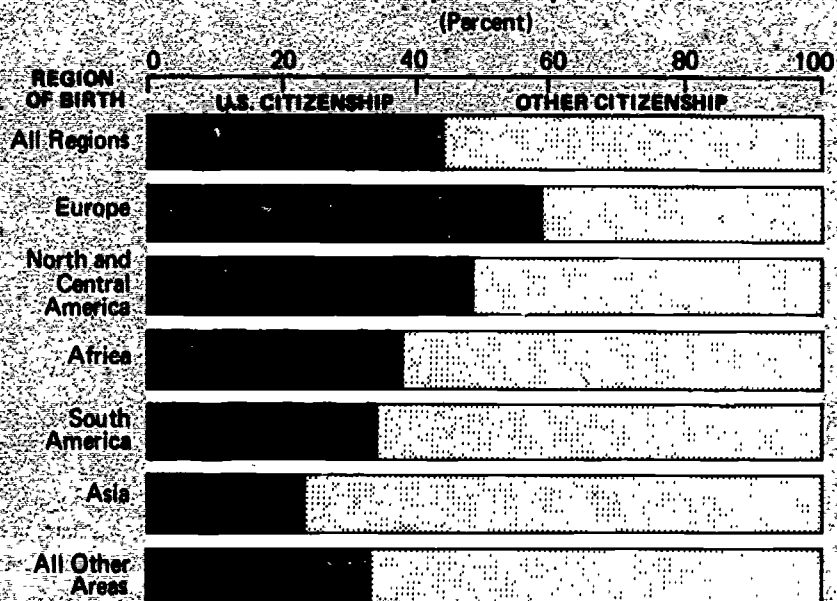 (Percent)
0 20 40 60 80 100
REGION
OF BIRTH
U.S. CITIZENSHIP OTHER CITIZENSHIP
All Regions
Europe
North and
Central
America
Africa
South
America
Asia
All Other
Areas